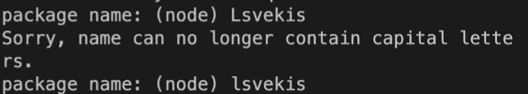 package name: (node) Lsvekis
Sorry, name can no longer contain capital lette
rs.
package name: (node) lsvekis